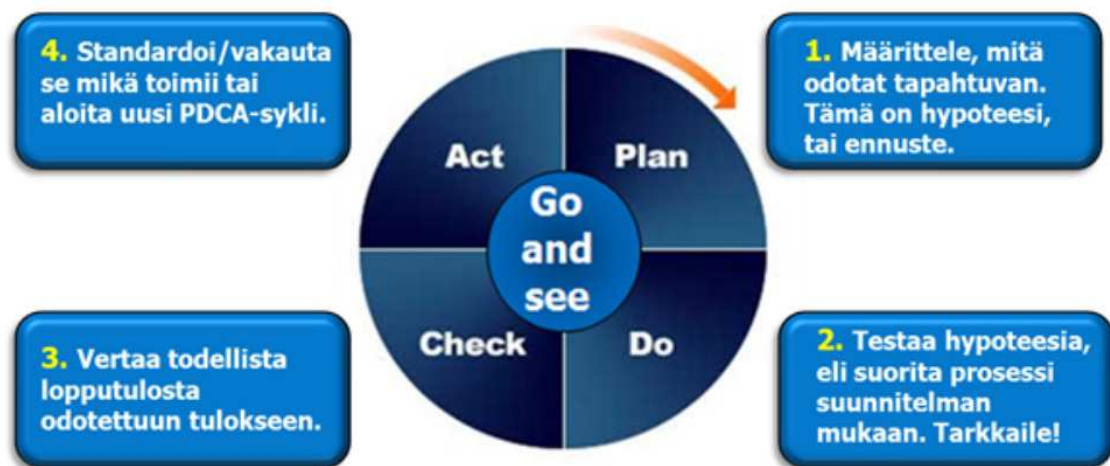 4. Standardoi/vakauta
se mikä toimii tai
aloita uusi PDCA-sykli.
1. Määrittele, mitä
odotat tapahtuvan.
Tämä on hypoteesi,
tai ennuste.
Act
Plan
Go
and
see
Check
Do
3. Vertaa todellista
lopputulosta
odotettuun tulokseen.
2. Testaa hypoteesia,
eli suorita prosessi
suunnitelman
mukaan. Tarkkaile!